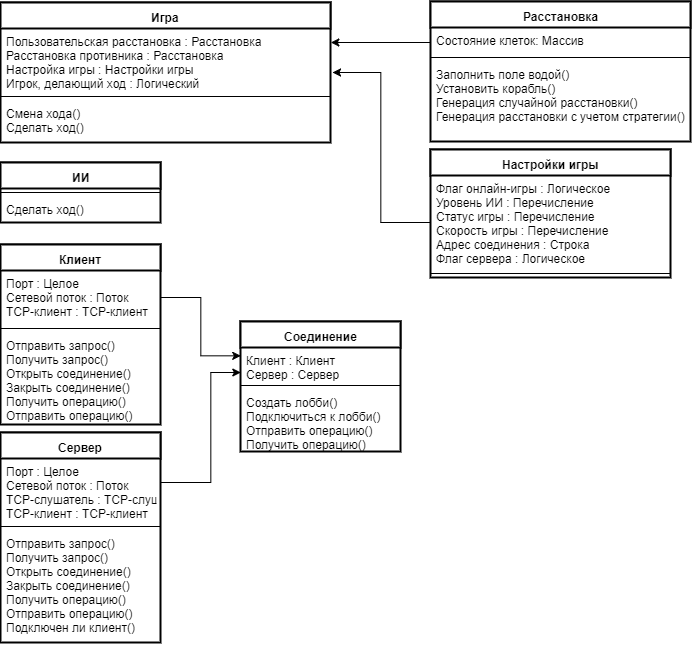 Игра
Пользовательская расстановка : Расстановка
Расстановка противника : Расстановка
Настройка игры : Настройки игры
Игрок, делающий ход : Логический
Смена хода()
Сделать ход()
Расстановка
Состояние клеток: Массив
Заполнить поле водой()
Установить корабль()
Генерация случайной расстановки()
Генерация расстановки с учетом стратегии()
ИИ
Сделать ход()
Настройки игры
Флаг онлайн-игры : Логическое
Уровень ИИ : Перечисление
Статус игры : Перечисление
Скорость игры : Перечисление
Адрес соединения : Строка
Флаг сервера : Логическое
Клиент
Порт : Целое
Сетевой поток : Поток
TCP-клиент : TCP-клиент
Отправить запрос()
Получить запрос()
Открыть соединение()
Закрыть соединение()
Получить операцию()
Отправить операцию()
Соединение
Клиент : Клиент
Сервер : Сервер
Создать лобби()
Подключиться к лобби()
Отправить операцию()
Получить операцию()
Сервер
Порт : Целое
Сетевой поток : Поток
TCP-слушатель : TCP-слуш
TCP-клиент : TCP-клиент
Отправить запрос()
Получить запрос()
Открыть соединение()
Закрыть соединение()
Получить операцию()
Отправить операцию()
Подключен ли клиент()